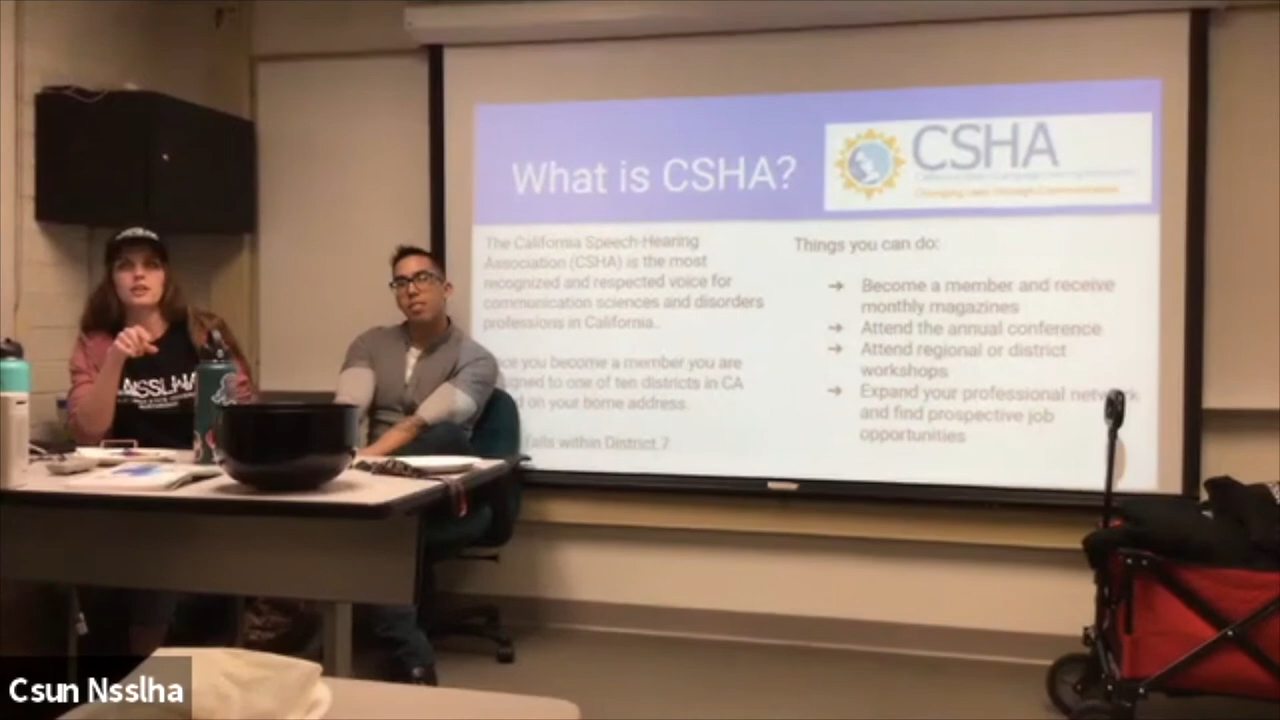 What is CSHA?
CSHA
The California Speech-Hearing
Association (CSHA) is the most
recognized and respected voice for
communication sciences and disorders
professions in California.
you become a member you are
to one of ten districts in CA
on your home address.
falls within District 7
Things you can do:
➔ Become a member and receive
monthly magazines
➔ Attend the annual conference
➔ Attend regional or district
workshops
➔ Expand your professional network
and find prospective job
opportunities
NSSLHA
Csun Nsslha